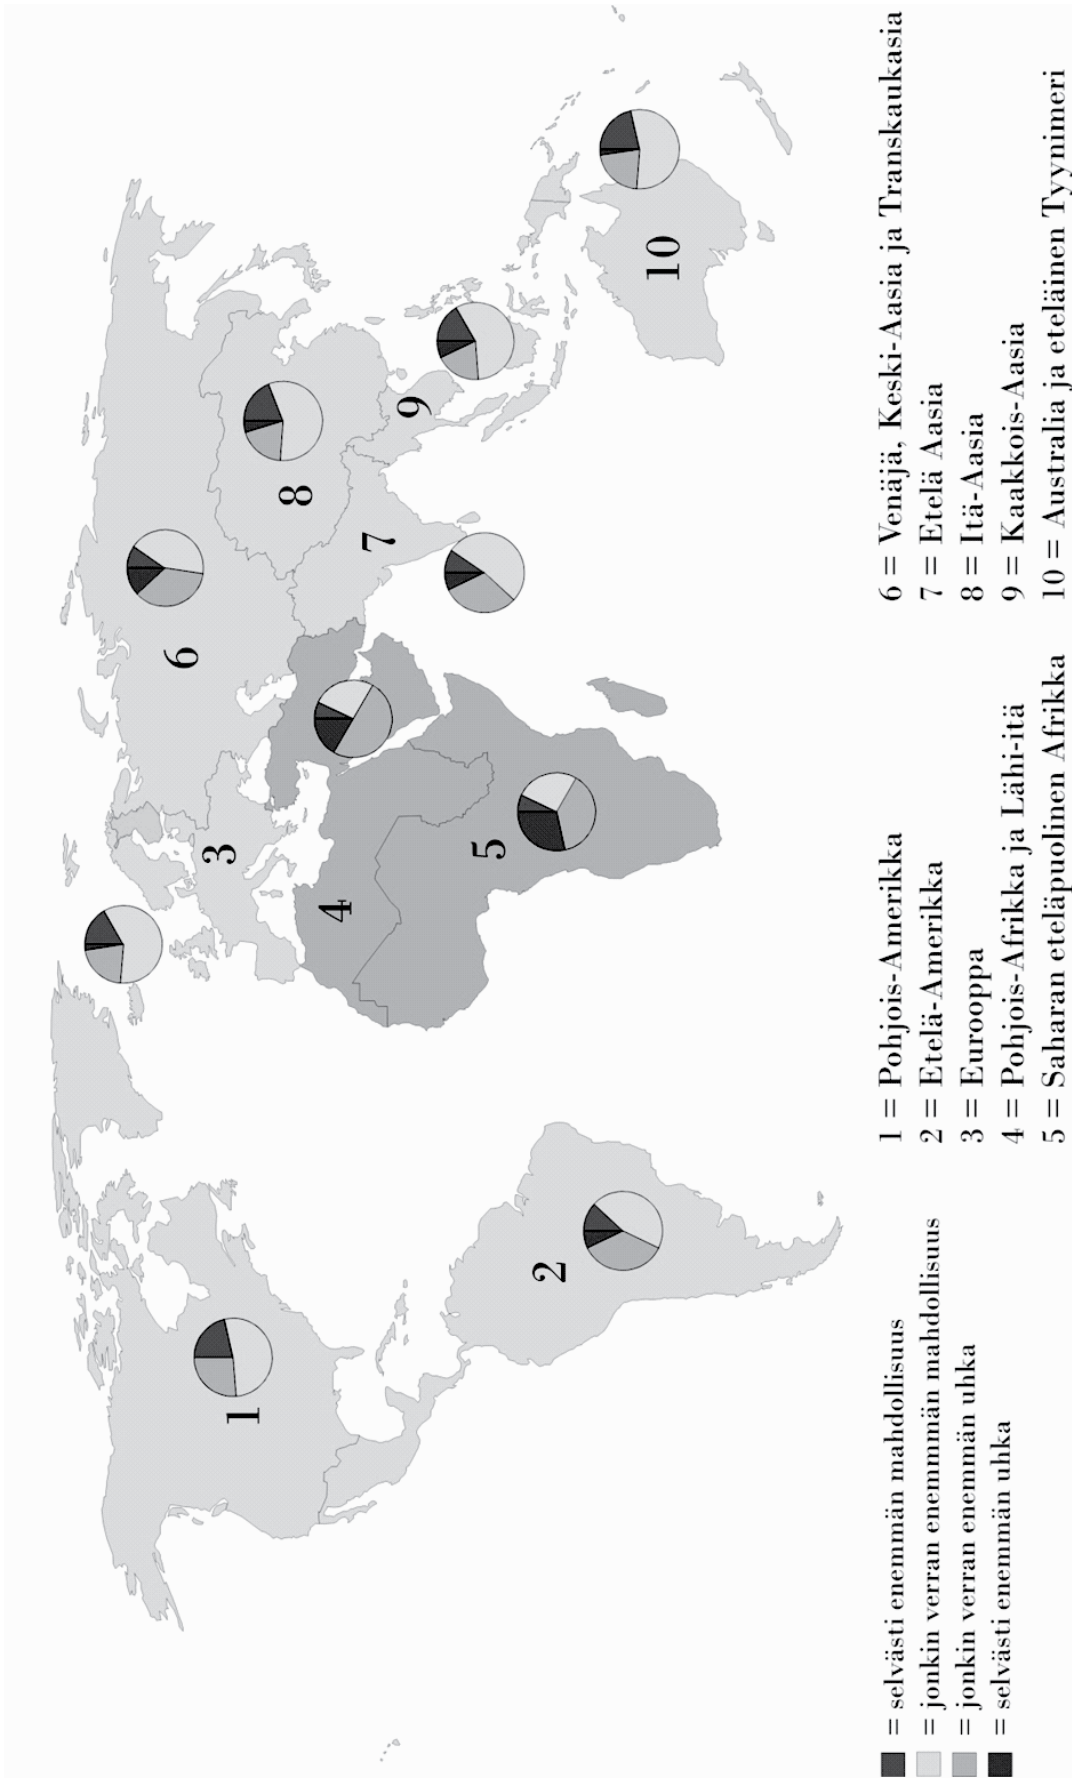 1
2
3
4
5
6
7
8
9
10
= selvästi enemmän mahdollisuus
= jonkin verran enemmmän mahdollisuus
= jonkin verran enemmän uhka
= selvästi enemmän uhka
1 = Pohjois-Amerikka
2 = Etelä-Amerikka
3 = Eurooppa
4 = Pohjois-Afrikka ja Lähi-itä
5 = Saharan eteläpuolinen Afrikka
6 = Venäjä, Keski-Aasia ja Transkaukasia
7 = Etelä Aasia
8 = Itä-Aasia
9 = Kaakkois-Aasia
10 = Australia ja eteläinen Tyynimeri